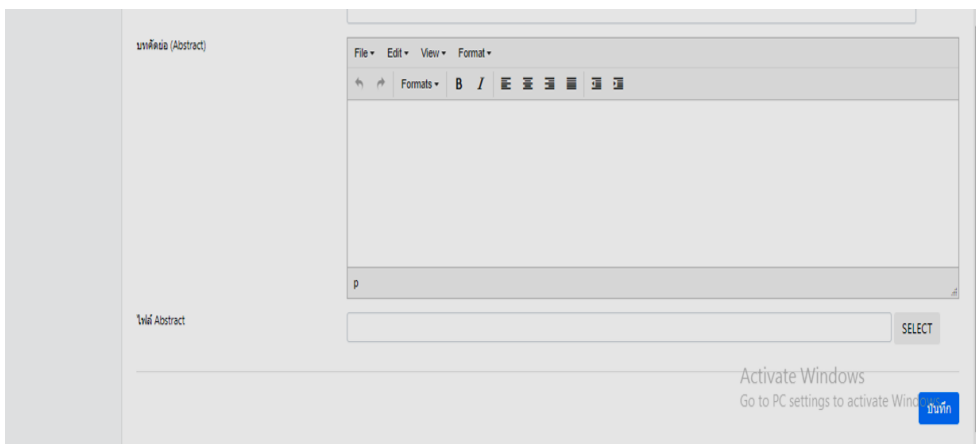 บทคัดย่อ (Abstract)
File Edit View Format
Formats B I
p
ไฟล์ Abstract
SELECT
Activate Windows
Go to PC settings to activate Windows.
บันทึก